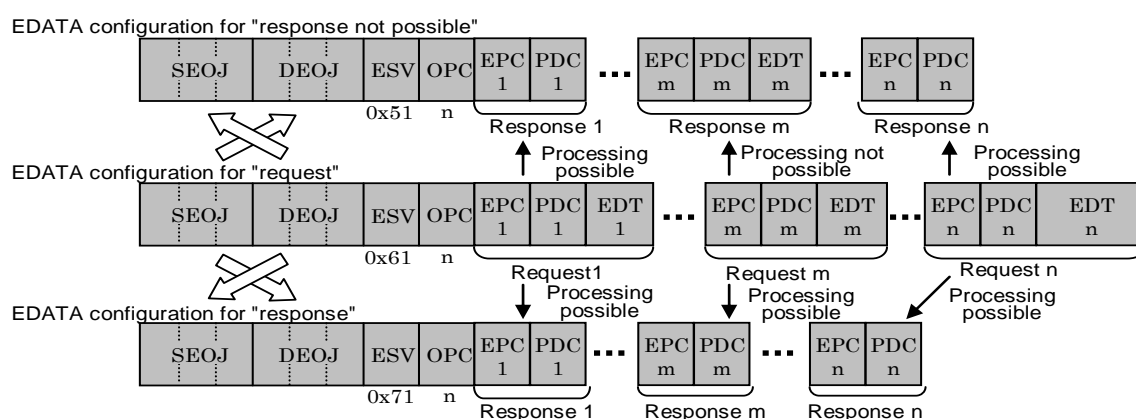 EDATA configuration for "response not possible"
SEOJ DEOJ ESV OPC EPC 1 PDC 1 ... EPC m PDC m EDT m ... EPC n PDC n
0x51 n
Response 1 Response m Response n
Processing possible Processing not possible Processing possible
EDATA configuration for "request"
SEOJ DEOJ ESV OPC EPC 1 PDC 1 EDT 1 ... EPC m PDC m EDT m ... EPC n PDC n EDT n
0x61 n
Request1 Request m Request n
Processing possible Processing possible Processing possible
EDATA configuration for "response"
SEOJ DEOJ ESV OPC EPC 1 PDC 1 ... EPC m PDC m ... EPC n PDC n
0x71 n
Response 1 Response m Response n